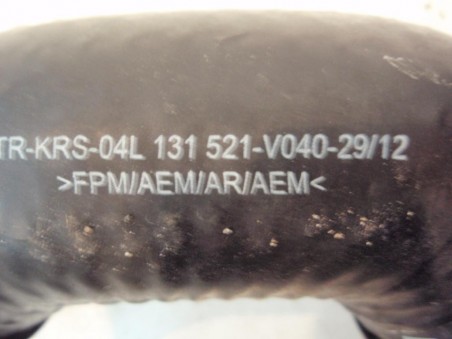 TR-KRS-04L 131 521-V040-29/12
>FPM/AEM/AR/AEM<